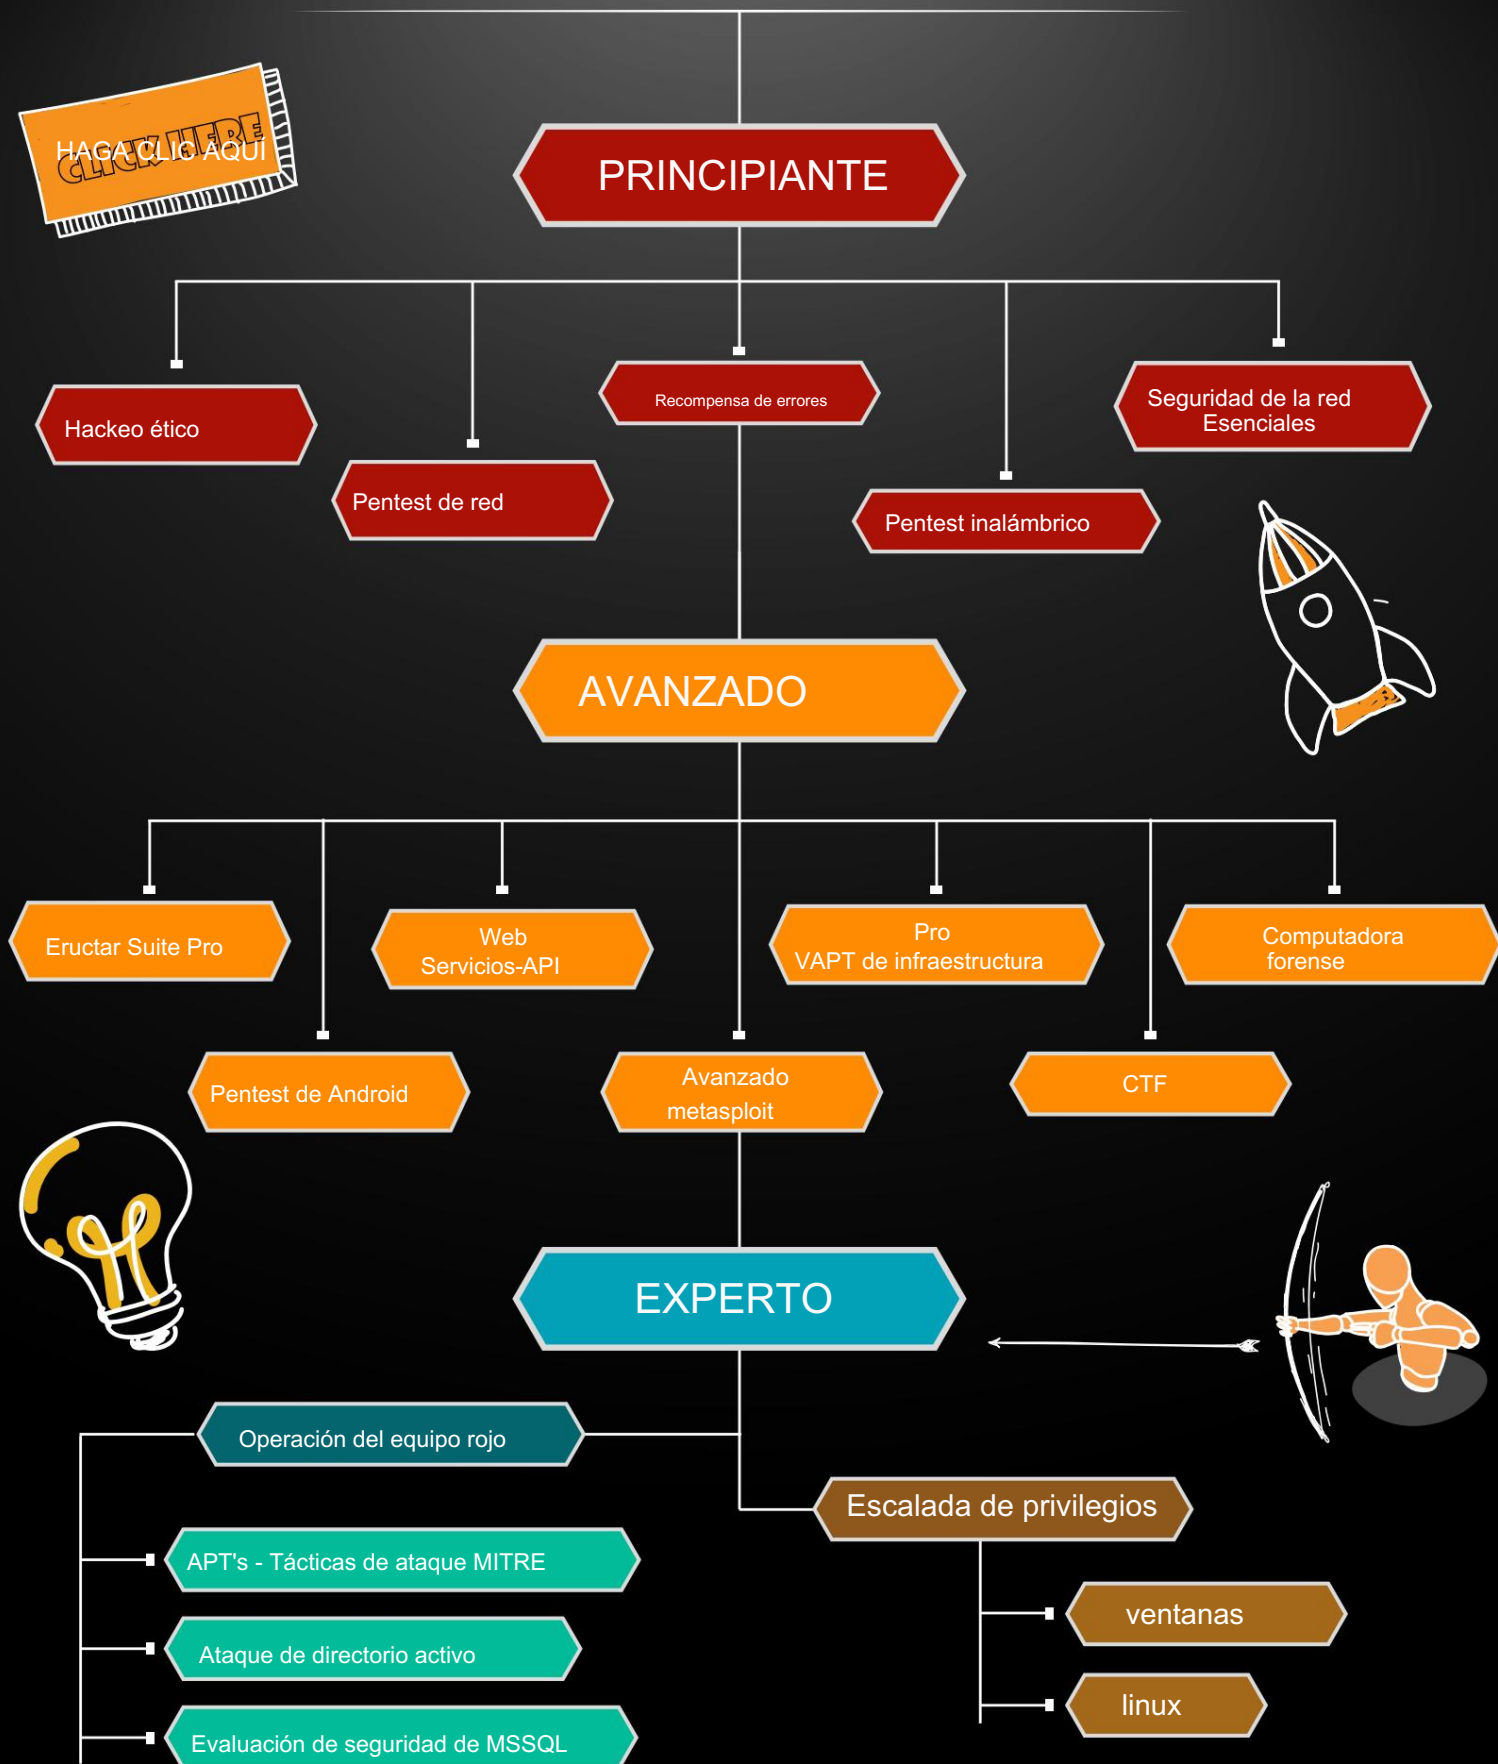 HAGA CLIC AQUÍ
CLICK HERE
PRINCIPIANTE
Hackeo ético
Pentest de red
Recompensa de errores
Pentest inalámbrico
Seguridad de la red
Esenciales
AVANZADO
Eructar Suite Pro
Web
Servicios-API
Pro
VAPT de infraestructura
Computadora
forense
Pentest de Android
Avanzado
metasploit
CTF
EXPERTO
Operación del equipo rojo
Escalada de privilegios
APT's - Tácticas de ataque MITRE
ventanas
Ataque de directorio activo
linux
Evaluación de seguridad de MSSQL